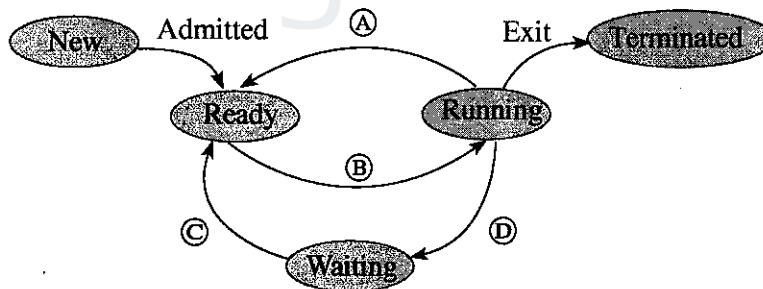 New
Admitted
Ⓐ
Exit
Terminated
Ready
Running
Ⓑ
Ⓒ
Ⓓ
Waiting